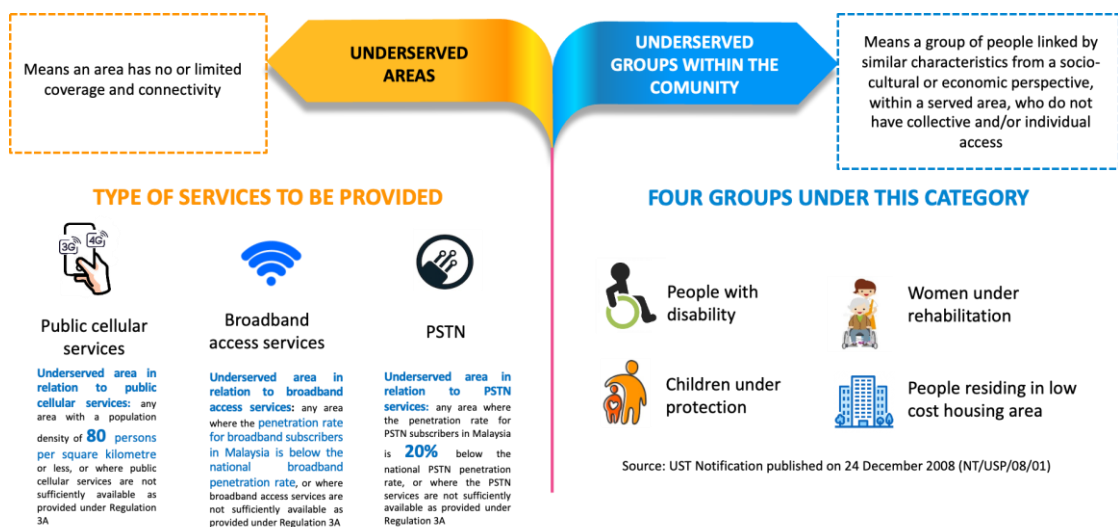 Means an area has no or limited
coverage and connectivity
UNDERSERVED
AREAS
UNDERSERVED
GROUPS WITHIN THE
COMUNITY
Means a group of people linked by
similar characteristics from a socio-
cultural or economic perspective,
within a served area, who do not
have collective and/or individual
access
TYPE OF SERVICES TO BE PROVIDED
3G
4G
Public cellular
services
Underserved area in
relation to public
cellular services: any
area with a population
density of 80 persons
per square kilometre
or less, or where public
cellular services are not
sufficiently available as
provided under Regulation
3A
Broadband
access services
Underserved area in
relation to broadband
access services: any area
where the penetration rate
for broadband subscribers
in Malaysia is below the
national broadband
penetration rate, or where
broadband access services are
not sufficiently available as
provided under Regulation 3A
PSTN
Underserved area in
relation to PSTN
services: any area where
the penetration rate for
PSTN subscribers in Malaysia
is 20% below the
national PSTN penetration
rate, or where the PSTN
services are not sufficiently
available as provided under
Regulation 3A
FOUR GROUPS UNDER THIS CATEGORY
People with
disability
Women under
rehabilitation
Children under
protection
People residing in low
cost housing area
Source: UST Notification published on 24 December 2008 (NT/USP/08/01)